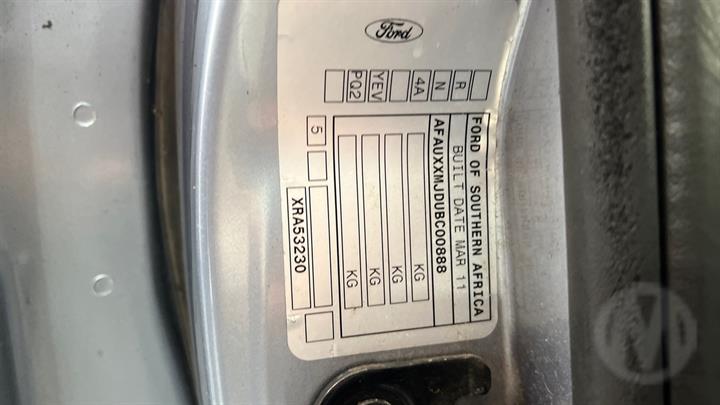 Ford
FORD OF SOUTHERN AFRICA
BUILT DATE MAR 11
AFAUXXMJDUBC00888
KG
KG
KG
KG
R
N
4A
YEV
PQ2
5
XRA53230